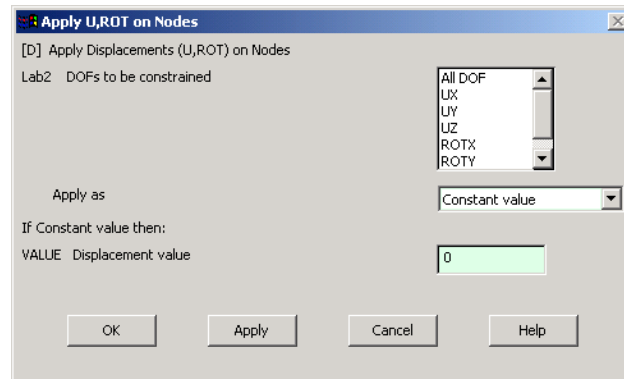 Apply U,ROT on Nodes
[D] Apply Displacements (U,ROT) on Nodes
Lab2 DOFs to be constrained
All DOF
UX
UY
UZ
ROTX
ROTY
Apply as
Constant value
If Constant value then:
VALUE Displacement value
0
OK Apply Cancel Help